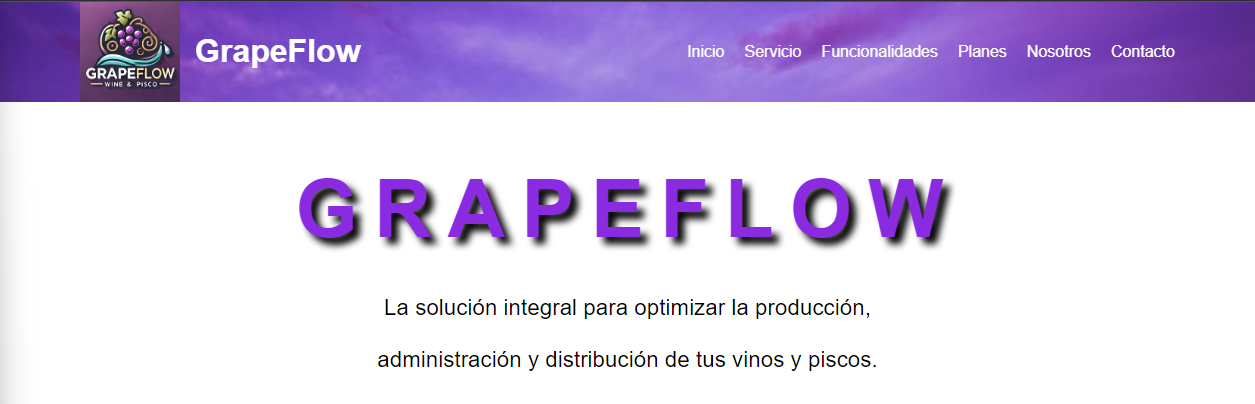 GRAPEFLOW
WINE & PISCO
GrapeFlow
Inicio Servicio Funcionalidades Planes Nosotros Contacto
GRAPEFLOW
La solución integral para optimizar la producción,
administración y distribución de tus vinos y piscos.